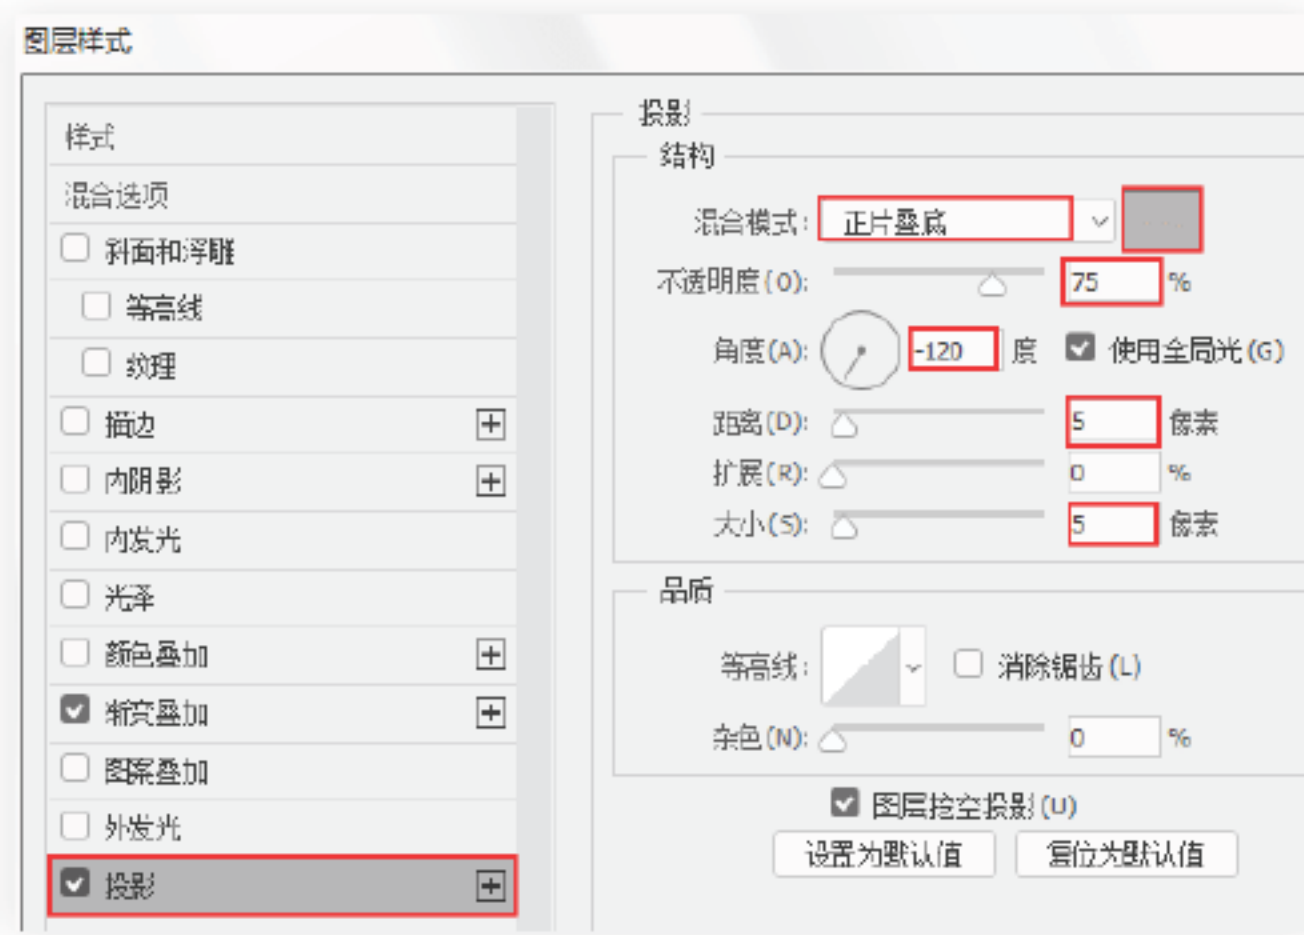 图层样式
样式
混合选项
斜面和浮雕
等高线
纹理
描边
内阴影
内发光
光泽
颜色叠加
渐变叠加
图案叠加
外发光
投影
投影
结构
混合模式: 正片叠底
不透明度(O): 75 %
角度(A): -120 度 使用全局光(G)
距离(D): 5 像素
扩展(R): 0 %
大小(S): 5 像素
品质
等高线: 消除锯齿(L)
杂色(N): 0 %
图层挖空投影(U)
设置为默认值 复位为默认值